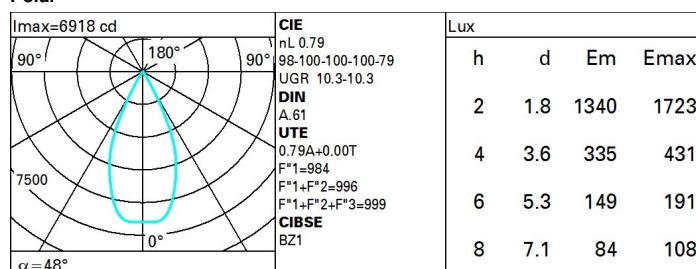 Imax=6918 cd
90° 180° 90°
7500
0°
α=48°
CIE
nL 0.79
98-100-100-100-79
UGR 10.3-10.3
DIN
A.61
UTE
0.79A+0.00T
F"1=984
F"1+F"2=996
F"1+F"2+F"3=999
CIBSE
BZ1
Lux
h d Em Emax
2 1.8 1340 1723
4 3.6 335 431
6 5.3 149 191
8 7.1 84 108